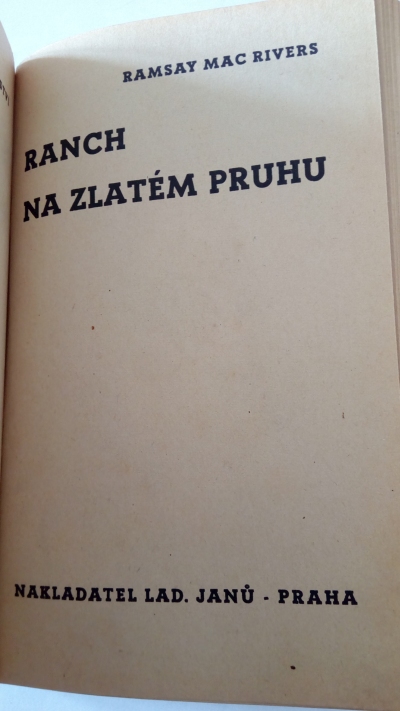 RAMSAY MAC RIVERS
RANCH
NA ZLATÉM PRUHU
NAKLADATEL LAD. JANŮ - PRAHA